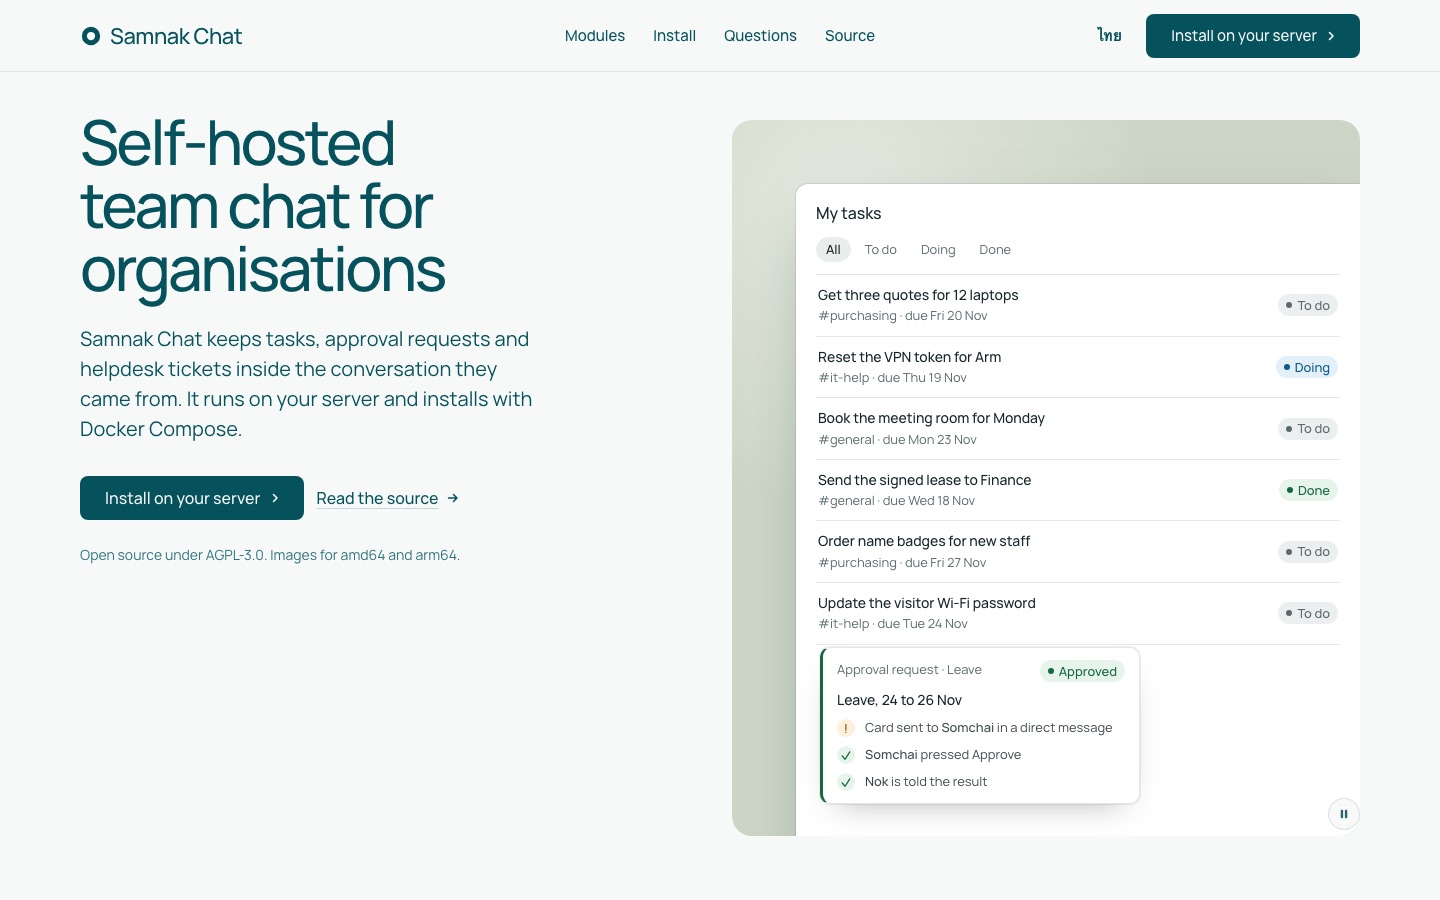 Samnak Chat
Modules
Install
Questions
Source
ไทย
Install on your server
Self-hosted
team chat for
organisations
Samnak Chat keeps tasks, approval requests and
helpdesk tickets inside the conversation they
came from. It runs on your server and installs with
Docker Compose.
Install on your server
Read the source
Open source under AGPL-3.0. Images for amd64 and arm64.
My tasks
All
To do
Doing
Done
Get three quotes for 12 laptops
#purchasing · due Fri 20 Nov
To do
Reset the VPN token for Arm
#it-help · due Thu 19 Nov
Doing
Book the meeting room for Monday
#general · due Mon 23 Nov
To do
Send the signed lease to Finance
#general · due Wed 18 Nov
Done
Order name badges for new staff
#purchasing · due Fri 27 Nov
To do
Update the visitor Wi-Fi password
#it-help · due Tue 24 Nov
To do
Approval request · Leave
Approved
Leave, 24 to 26 Nov
Card sent to Somchai in a direct message
Somchai pressed Approve
Nok is told the result